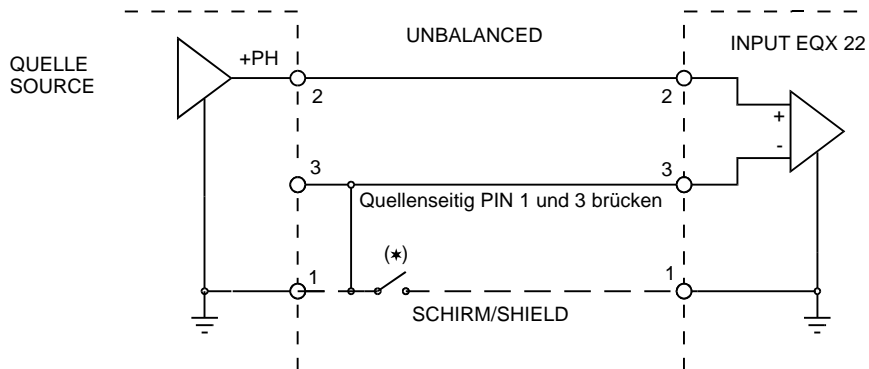 UNBALANCED
INPUT EQX 22
QUELLE
SOURCE
+PH
2
2
+
-
3
3
Quellenseitig PIN 1 und 3 brücken
(✶)
1
1
SCHIRM/SHIELD